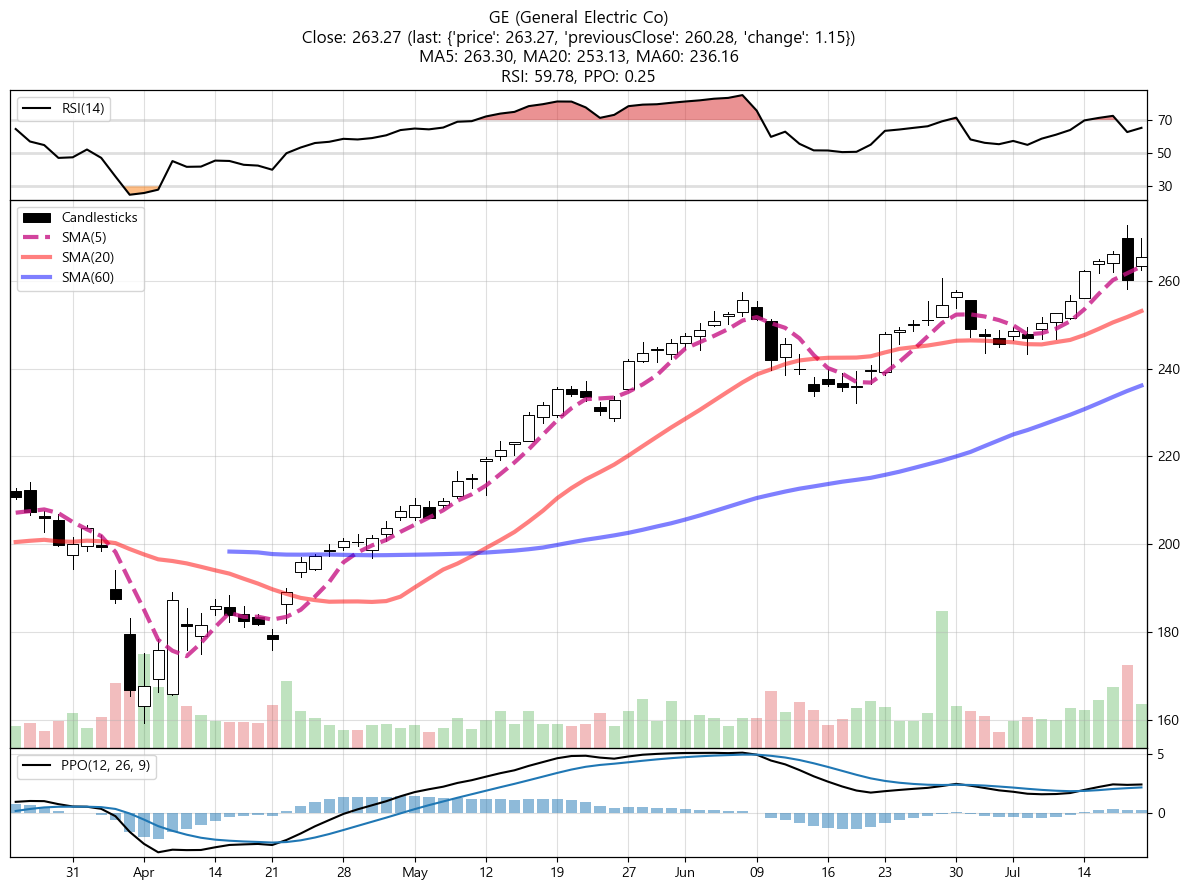 GE (General Electric Co)
Close: 263.27 (last: {'price': 263.27, 'previousClose': 260.28, 'change': 1.15})
MA5: 263.30, MA20: 253.13, MA60: 236.16
RSI: 59.78, PPO: 0.25
RSI(14)
70
50
30
Candlesticks
SMA(5)
SMA(20)
SMA(60)
260
240
220
200
180
160
PPO(12, 26, 9)
5
0
31 Apr 14 21 28 May 12 19 27 Jun 09 16 23 30 Jul 14